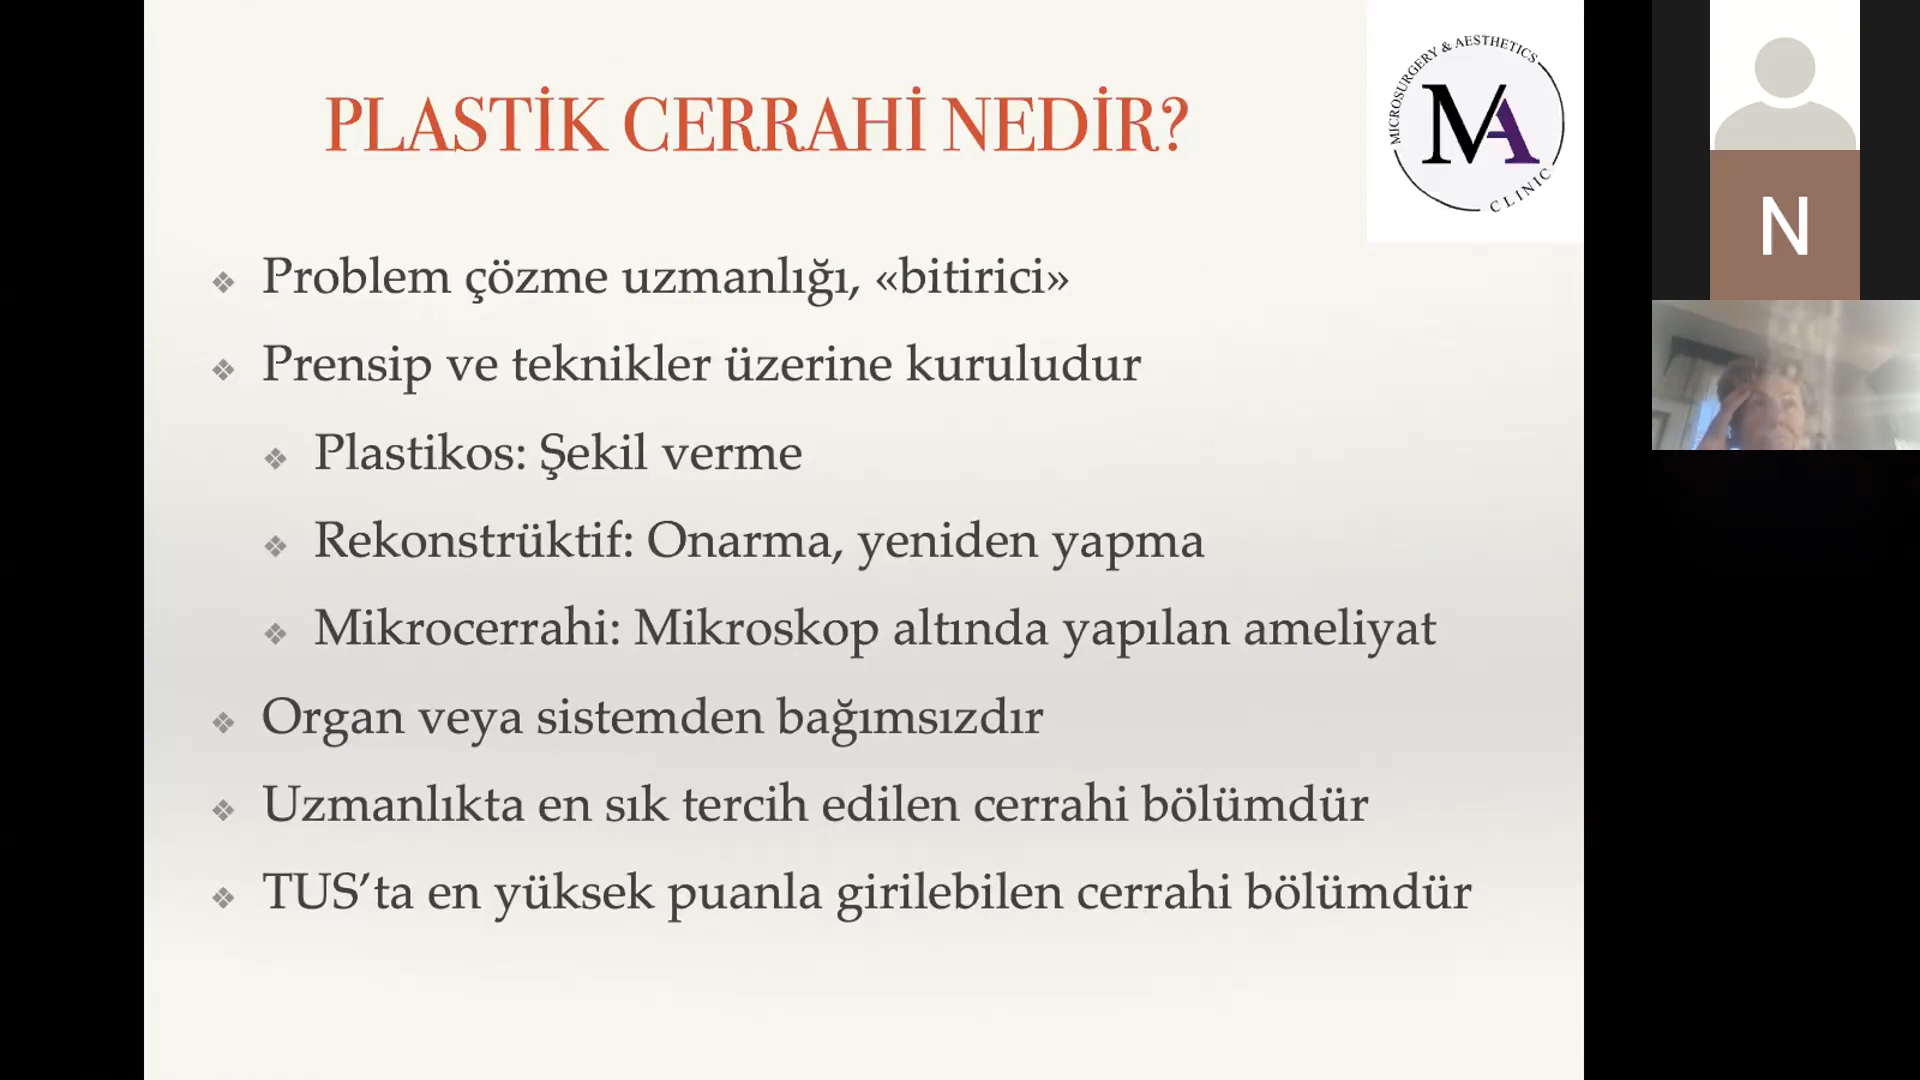 PLASTİK CERRAHİ NEDİR?
MICROSURGERY & AESTHETICS
MA
CLINIC
N
Problem çözme uzmanlığı, «bitirici»
Prensip ve teknikler üzerine kuruludur
Plastikos: Şekil verme
Rekonstrüktif: Onarma, yeniden yapma
Mikrocerrahi: Mikroskop altında yapılan ameliyat
Organ veya sistemden bağımsızdır
Uzmanlıkta en sık tercih edilen cerrahi bölümdür
TUS’ta en yüksek puanla girilebilen cerrahi bölümdür